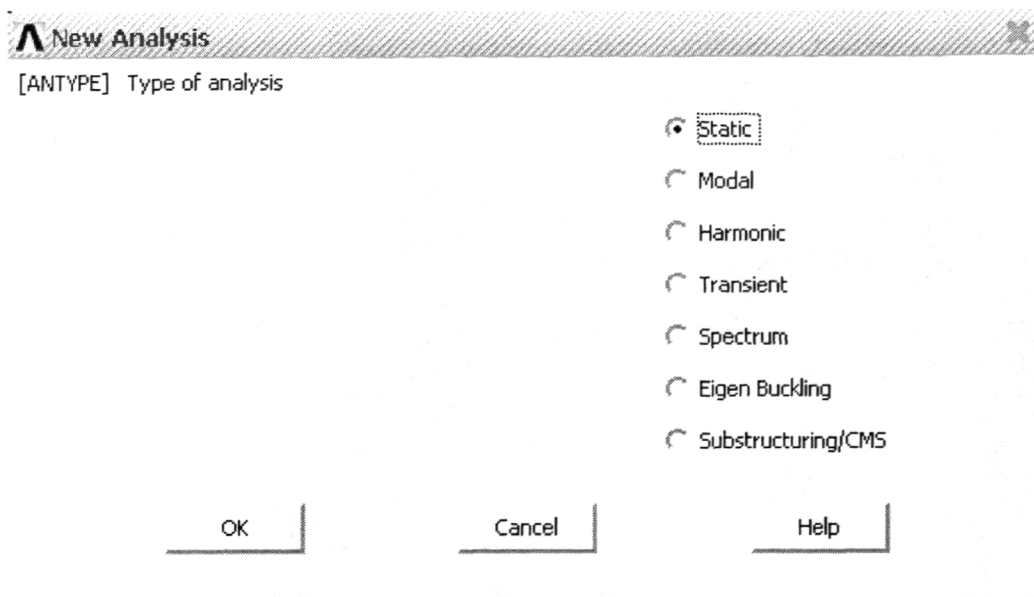 New Analysis
[ANTYPE] Type of analysis
Static
Modal
Harmonic
Transient
Spectrum
Eigen Buckling
Substructuring/CMS
OK Cancel Help